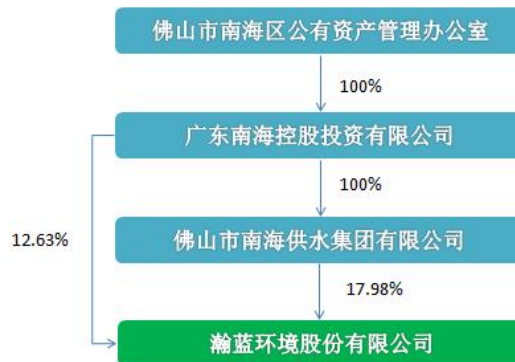 佛山市南海区公有资产管理办公室
100%
广东南海控股投资有限公司
100%
12.63%
佛山市南海供水集团有限公司
17.98%
瀚蓝环境股份有限公司